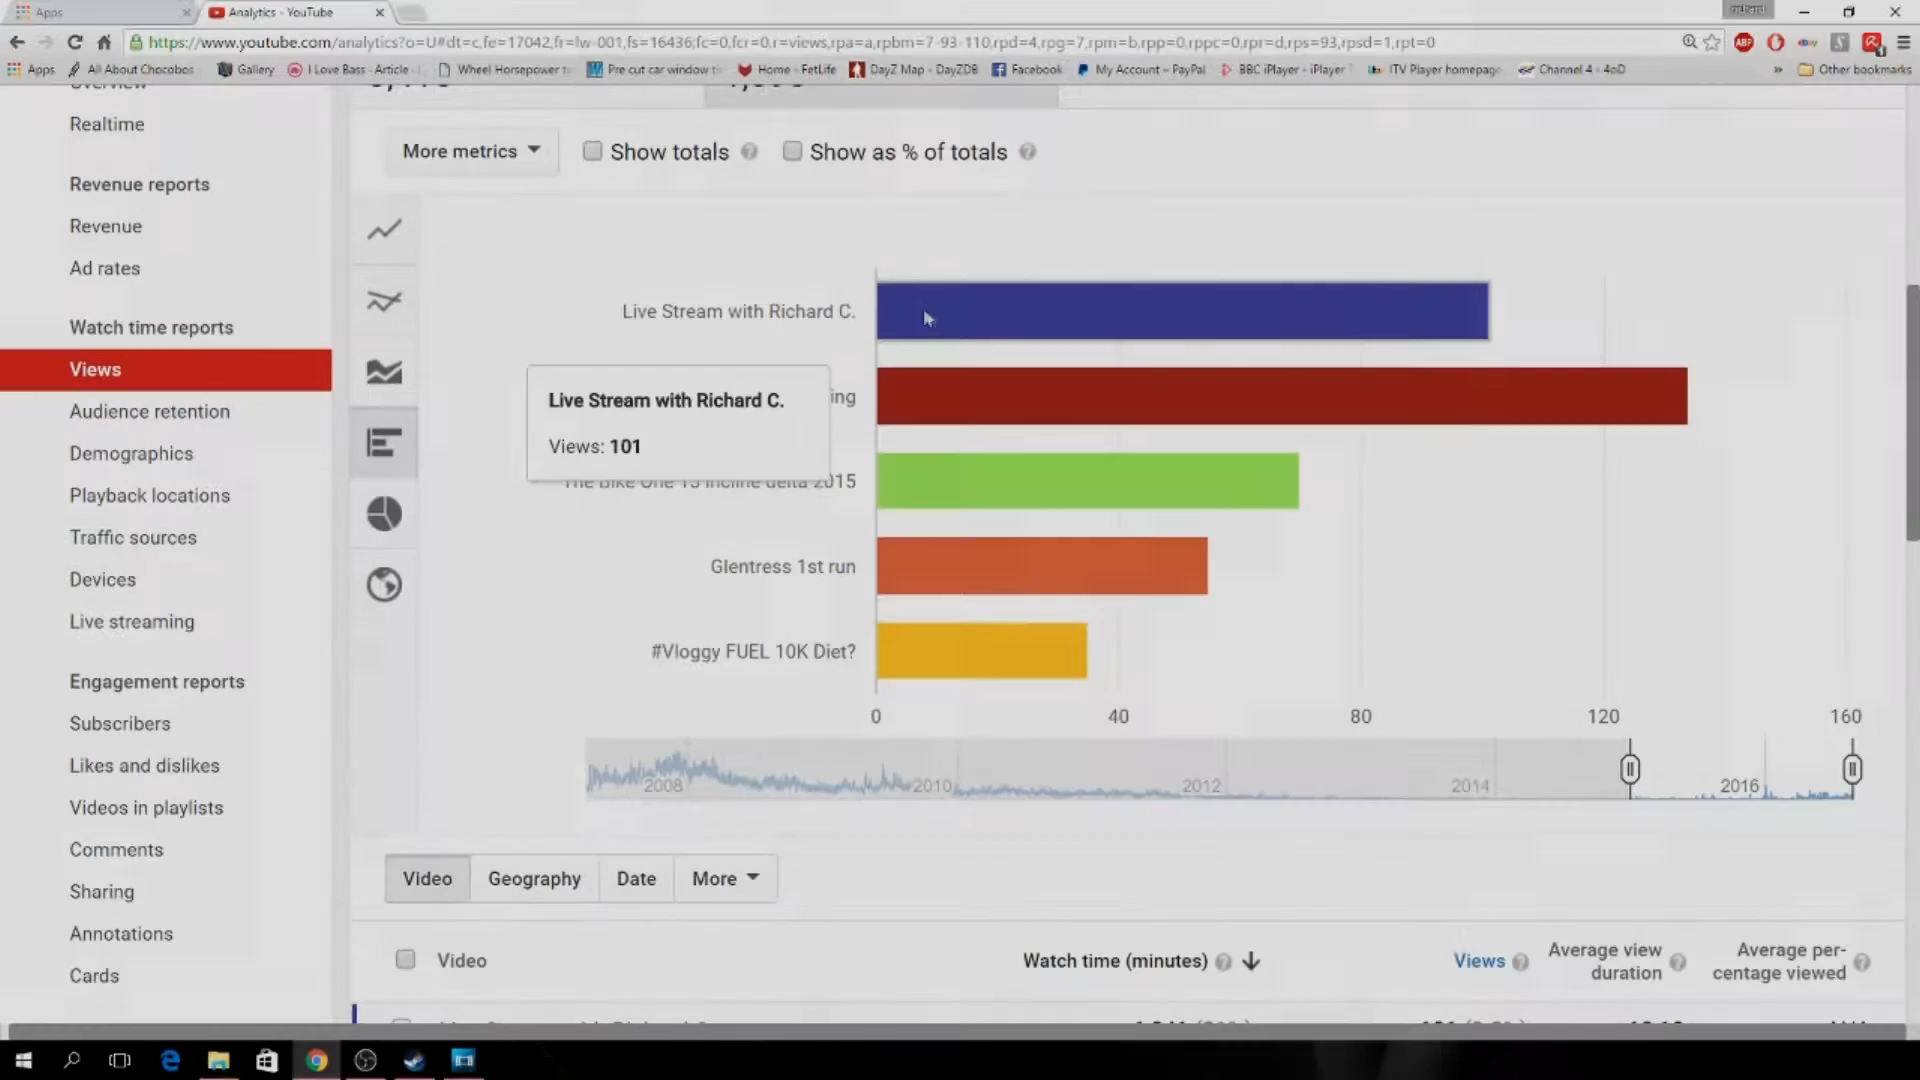 Apps
Analytics - YouTube
https://www.youtube.com/analytics?o=U#dt=c,fe=17042,fr=lw-001,fs=16436;fc=0,fcr=0,r=views,rpa=a,rpbm=7-93-110,rpd=4,rpg=7,rpm=b,rpp=0,rppc=0,rpr=d,rps=93,rpsd=1,rpt=0
Apps All About Chocobos Gallery I Love Bass - Article Wheel Horsepower Pre cut car window Home - FetLife DayZ Map - DayZDB Facebook My Account - PayPal BBC iPlayer - iPlayer ITV Player homepage Channel 4 - 4oD » Other bookmarks
Overview
Realtime
Revenue reports
Revenue
Ad rates
Watch time reports
Views
Audience retention
Demographics
Playback locations
Traffic sources
Devices
Live streaming
Engagement reports
Subscribers
Likes and dislikes
Videos in playlists
Comments
Sharing
Annotations
Cards
More metrics
Show totals
Show as % of totals
Live Stream with Richard C.
Live Stream with Richard C.
Views: 101
ing
2015
Glentress 1st run
#Vloggy FUEL 10K Diet?
0 40 80 120 160
2008 2010 2012 2014 2016
Video Geography Date More
Video
Watch time (minutes)
Views
Average view
duration
Average per-
centage viewed